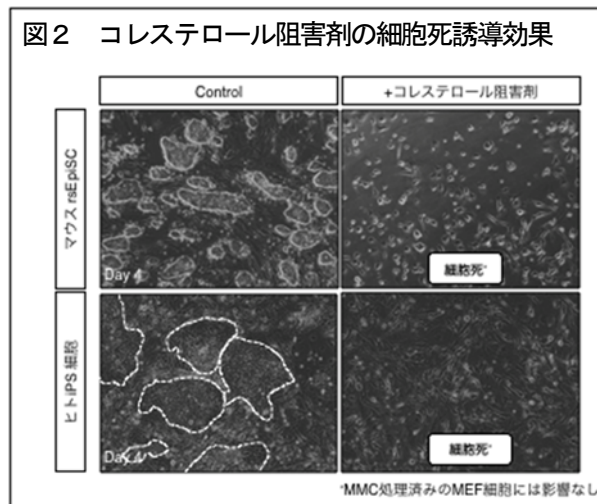 図2 コレステロール阻害剤の細胞死誘導効果
Control
+コレステロール阻害剤
マウス rsEpiSC
Day 4
細胞死*
ヒトiPS 細胞
Day 4
細胞死*
*MMC処理済みのMEF細胞には影響なし